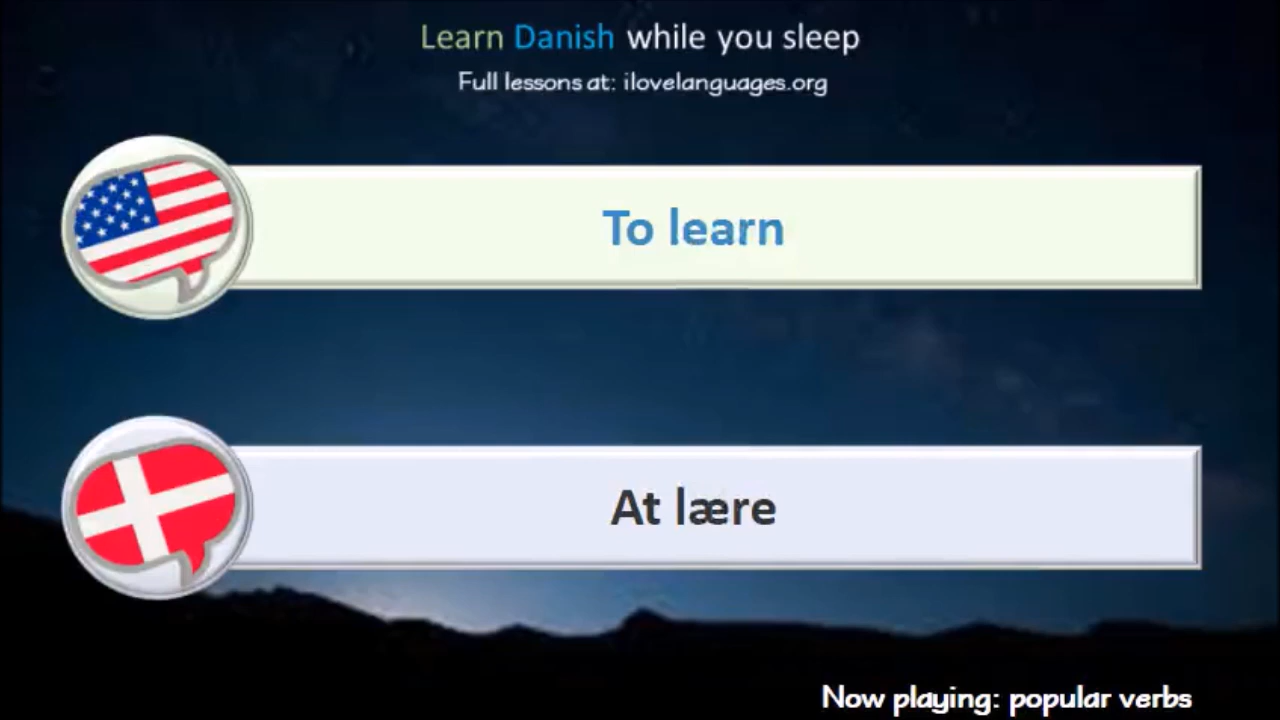 Learn Danish while you sleep
Full lessons at: ilovelanguages.org
To learn
At lære
Now playing: popular verbs